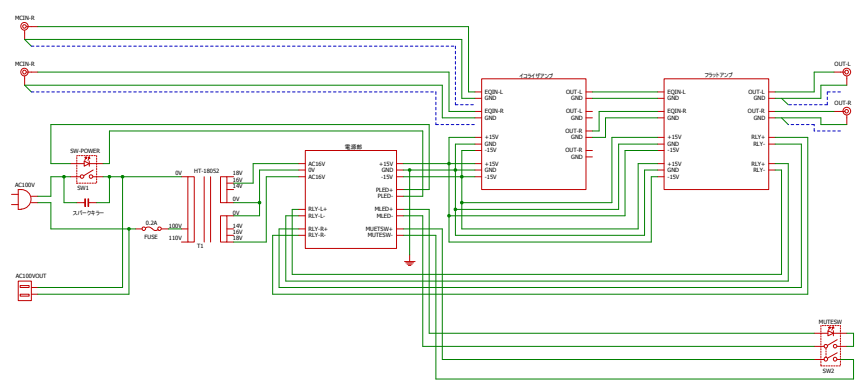 MCIN-R
MCIN-R
SW-POWER
SW1
AC100V
スパークキラー
0.2A
FUSE
AC100VOUT
0V
100V
110V
HT-18052
18V
16V
14V
0V
0V
14V
16V
18V
T1
電源部
AC16V
0V
AC16V
RLY-L+
RLY-L-
RLY-R+
RLY-R-
+15V
GND
-15V
PLED+
PLED-
MLED+
MLED-
MUETSW+
MUTESW-
イコライザアンプ
EQIN-L
GND
EQIN-R
GND
+15V
GND
-15V
+15V
GND
-15V
OUT-L
GND
OUT-L
GND
OUT-R
GND
OUT-R
GND
フラットアンプ
EQIN-L
GND
EQIN-R
GND
+15V
GND
-15V
+15V
GND
-15V
OUT-L
GND
OUT-R
GND
RLY+
RLY-
RLY+
RLY-
OUT-L
OUT-R
MUTESW
SW2